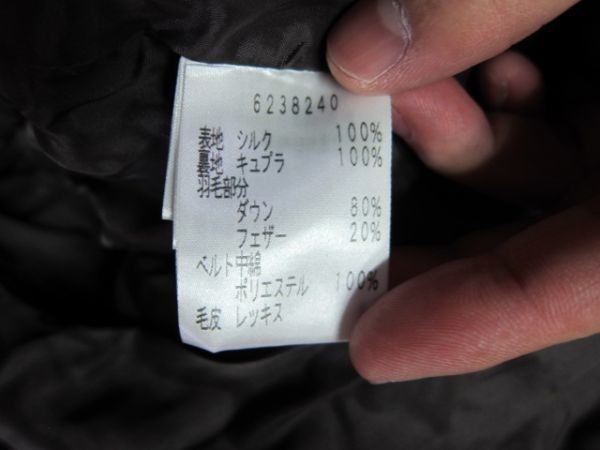 6238240
表地 シルク 100%
裏地 キュプラ 100%
羽毛部分
ダウン 80%
フェザー 20%
ベルト中綿
ポリエステル 100%
毛皮 レッキス